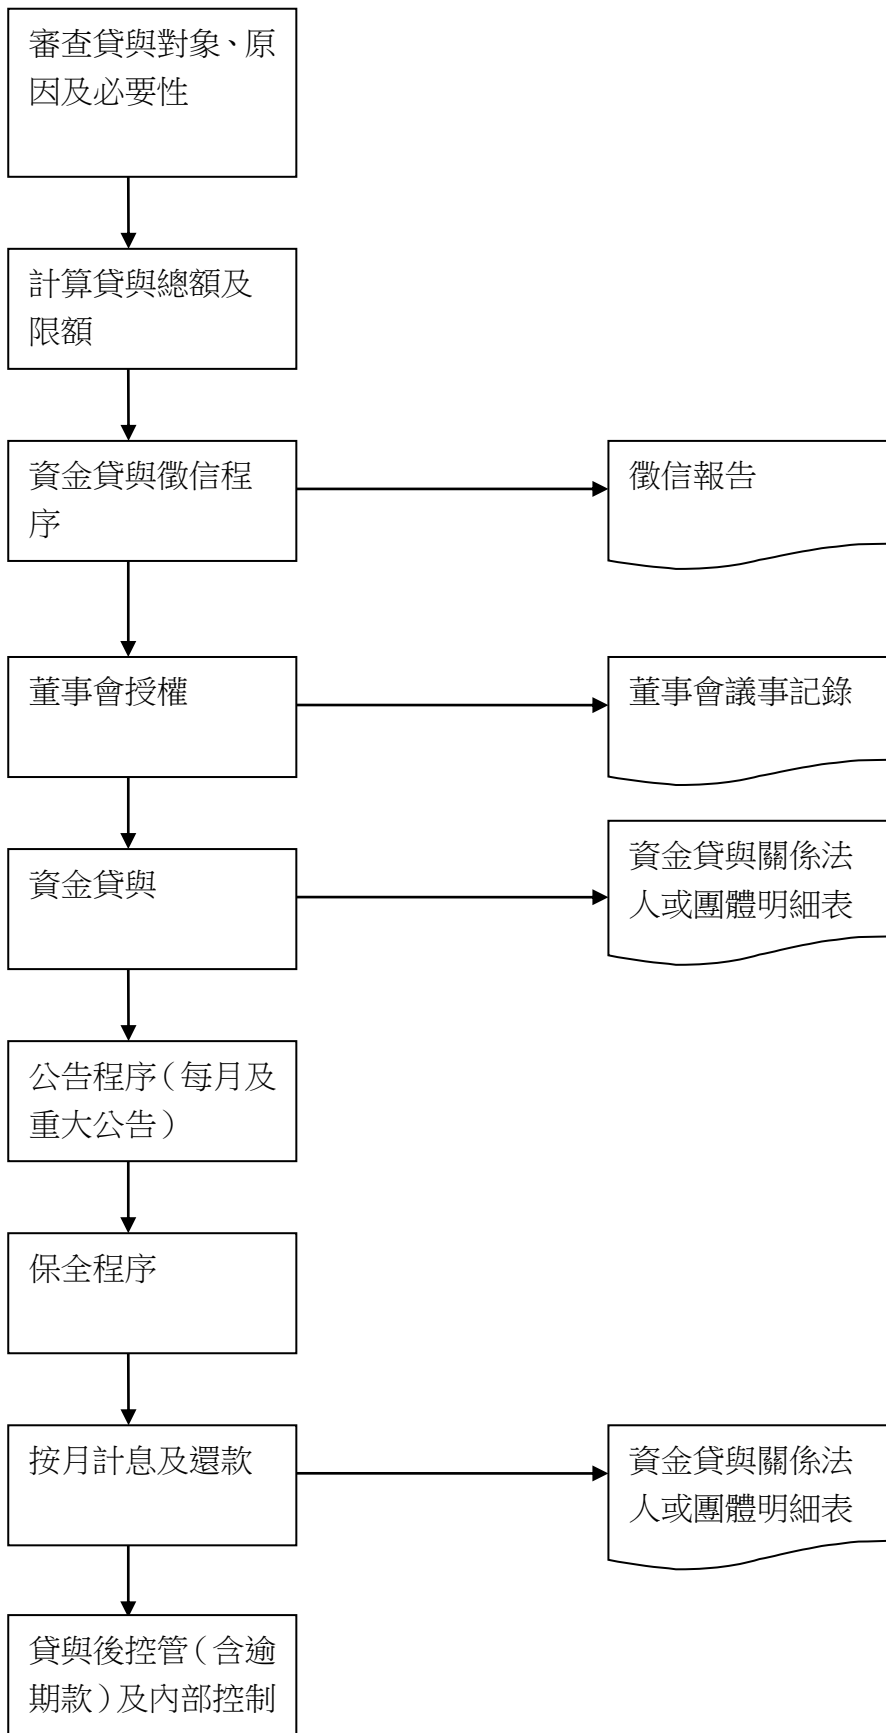 審查貸與對象、原
因及必要性
計算貸與總額及
限額
資金貸與徵信程
序
徵信報告
董事會授權
董事會議事記錄
資金貸與
資金貸與關係法
人或團體明細表
公告程序(每月及
重大公告)
保全程序
按月計息及還款
資金貸與關係法
人或團體明細表
貸與後控管(含逾
期款)及內部控制